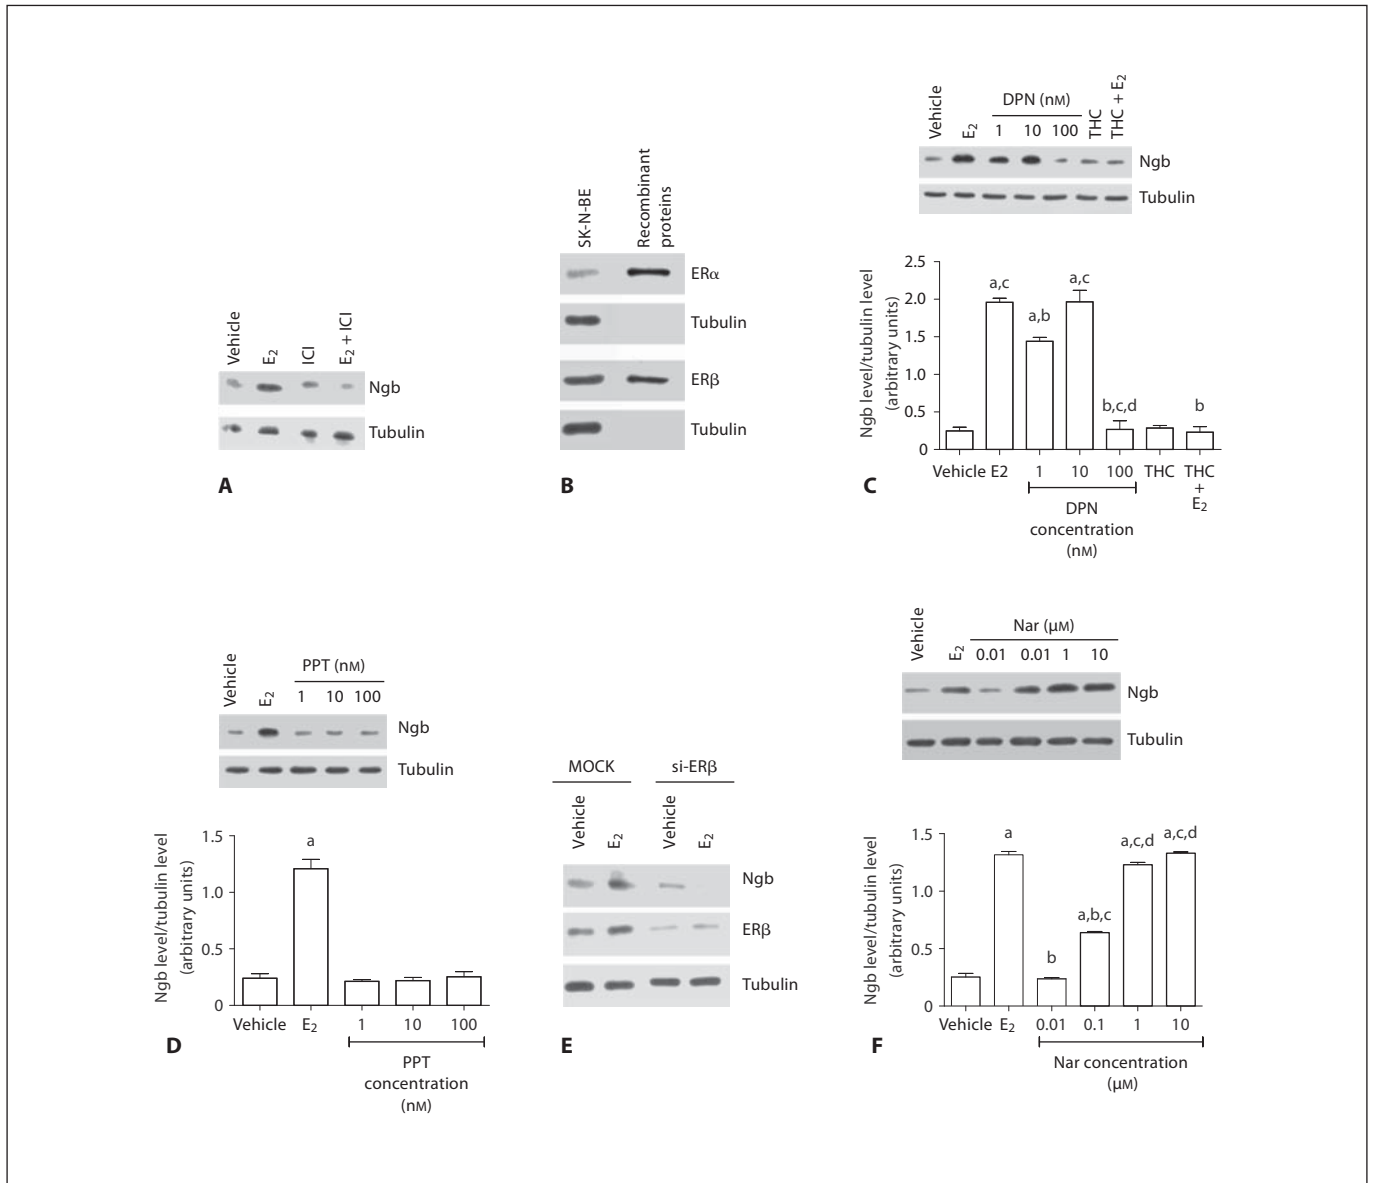 Vehicle
E2
ICI
E2 + ICI
Ngb
Tubulin
A
SK-N-BE
Recombinant
proteins
ERα
Tubulin
ERβ
Tubulin
B
Vehicle
E2
DPN (nM)
1 10 100
THC
THC + E2
Ngb
Tubulin
Ngb level/tubulin level
(arbitrary units)
2.5
2.0
1.5
1.0
0.5
0
a,c
a,b
a,c
b,c,d
b
Vehicle E2 1 10 100 THC THC
+
E2
DPN
concentration
(nM)
C
Vehicle
E2
PPT (nM)
1 10 100
Ngb
Tubulin
Ngb level/tubulin level
(arbitrary units)
1.5
1.0
0.5
0
a
Vehicle E2 1 10 100
PPT
concentration
(nM)
D
MOCK si-ERβ
Vehicle
E2
Vehicle
E2
Ngb
ERβ
Tubulin
E
Vehicle
E2
Nar (µM)
0.01 0.01 1 10
Ngb
Tubulin
Ngb level/tubulin level
(arbitrary units)
1.5
1.0
0.5
0
a
b
a,b,c
a,c,d
a,c,d
Vehicle E2 0.01 0.1 1 10
Nar concentration
(µM)
F